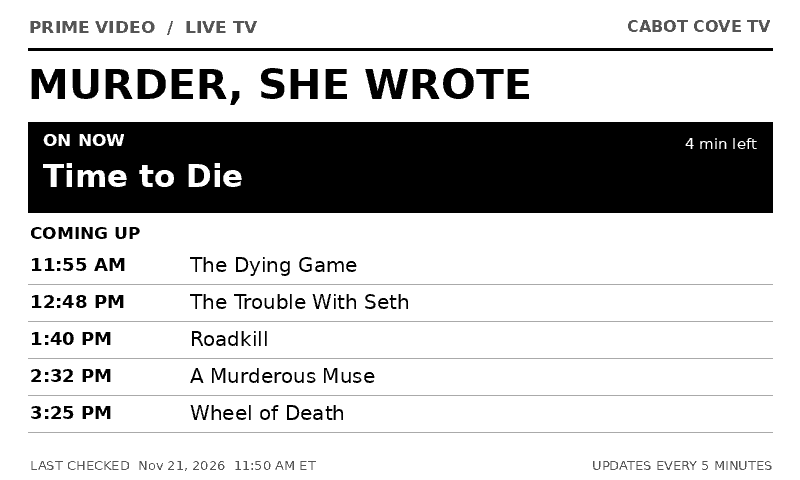 PRIME VIDEO / LIVE TV
CABOT COVE TV
MURDER, SHE WROTE
ON NOW
4 min left
Time to Die
COMING UP
11:55 AM The Dying Game
12:48 PM The Trouble With Seth
1:40 PM Roadkill
2:32 PM A Murderous Muse
3:25 PM Wheel of Death
LAST CHECKED Nov 21, 2026 11:50 AM ET
UPDATES EVERY 5 MINUTES